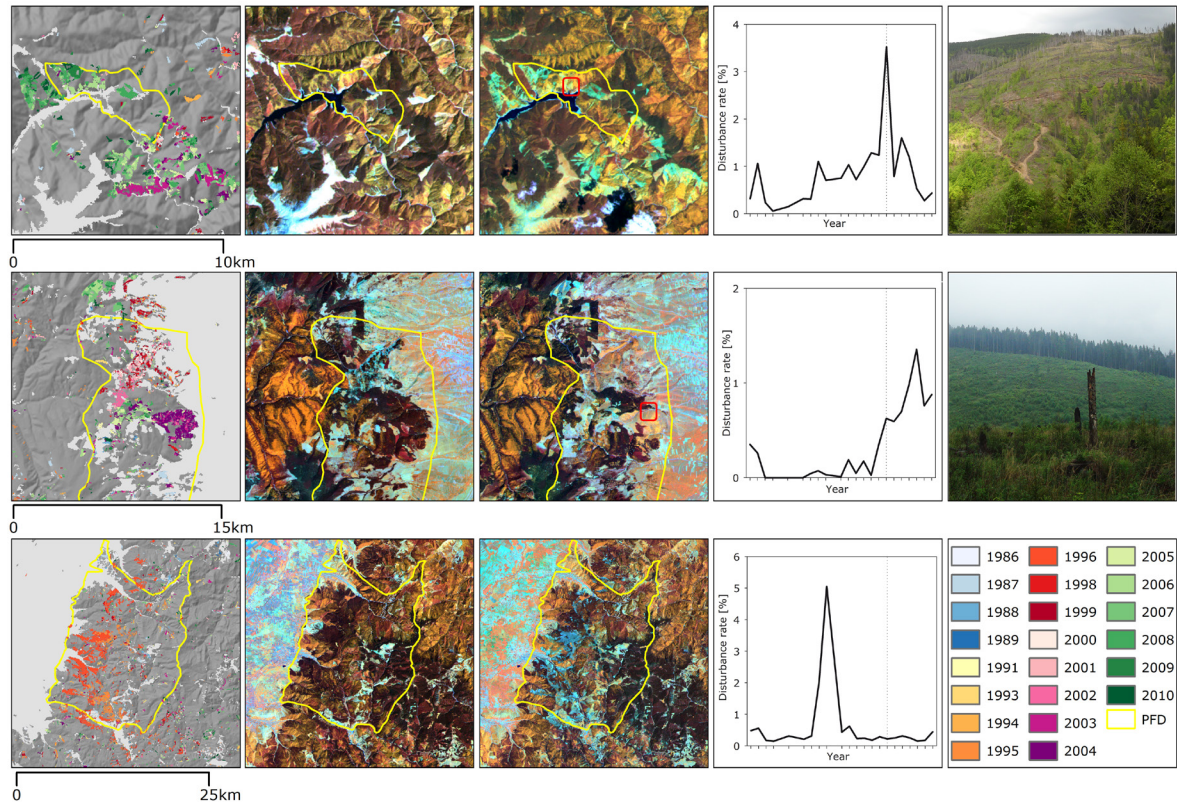 4
3
2
1
0
Disturbance rate [%]
Year
0
10km
2
1
0
Disturbance rate [%]
Year
0
15km
6
5
4
3
2
1
0
Disturbance rate [%]
Year
0
25km
1986 1996 2005
1987 1998 2006
1988 1999 2007
1989 2000 2008
1991 2001 2009
1993 2002 2010
1994 2003 PFD
1995 2004